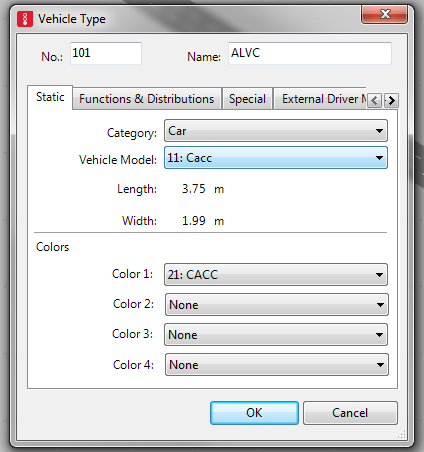 Vehicle Type
No.: 101 Name: ALVC
Static Functions & Distributions Special External Driver
Category: Car
Vehicle Model: 11: Cacc
Length: 3.75 m
Width: 1.99 m
Colors
Color 1: 21: CACC
Color 2: None
Color 3: None
Color 4: None
OK Cancel